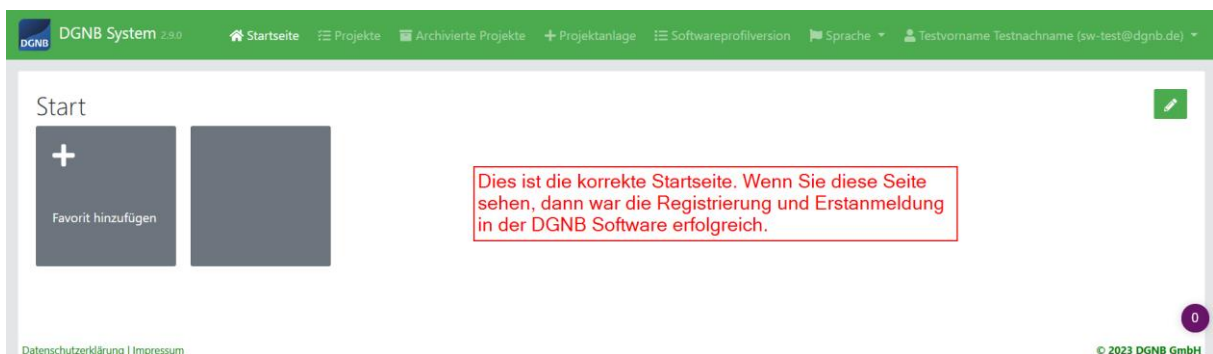 DGNB
DGNB System 2.9.0
Startseite
Projekte
Archivierte Projekte
+ Projektanlage
Softwareprofilversion
Sprache
Testvorname Testnachname (sw-test@dgnb.de)
Start
Favorit hinzufügen
Dies ist die korrekte Startseite. Wenn Sie diese Seite
sehen, dann war die Registrierung und Erstanmeldung
in der DGNB Software erfolgreich.
0
Datenschutzerklärung | Impressum
© 2023 DGNB GmbH